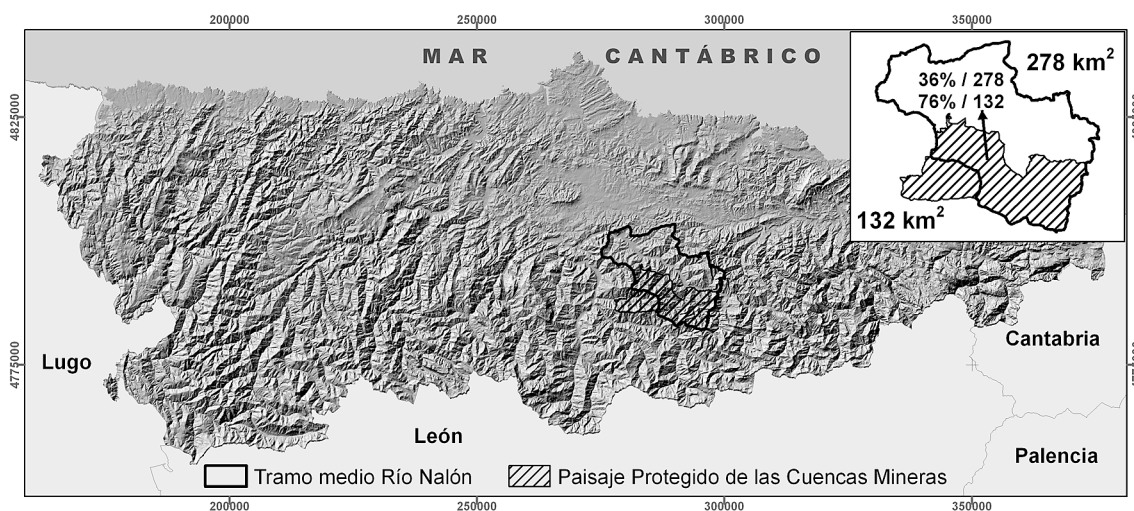 200000 250000 300000 350000
MAR CANTÁBRICO
278 km²
36% / 278
76% / 132
4825000
132 km²
Cantabria
Lugo
4775000
León
Palencia
Tramo medio Río Nalón Paisaje Protegido de las Cuencas Mineras
200000 250000 300000 350000